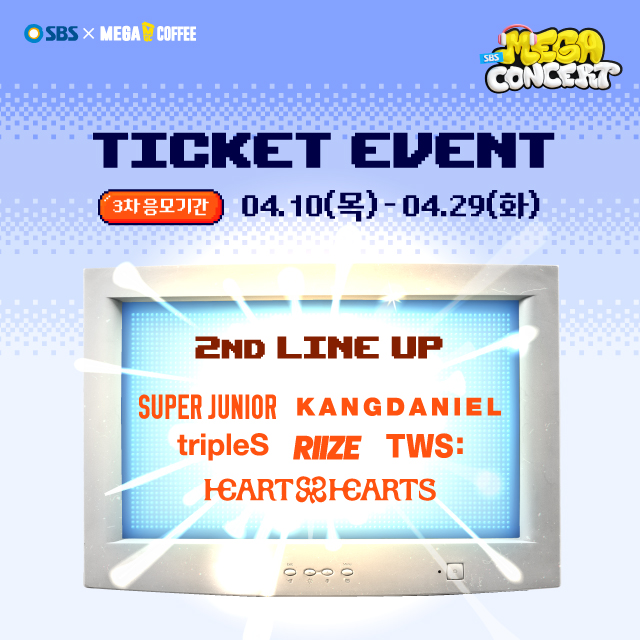 SBS × MEGA COFFEE
SBS MEGA CONCERT
TICKET EVENT
3차 응모기간 04.10(목) - 04.29(화)
2ND LINE UP
SUPER JUNIOR KANGDANIEL
tripleS RIIZE TWS:
HEARTS2HEARTS